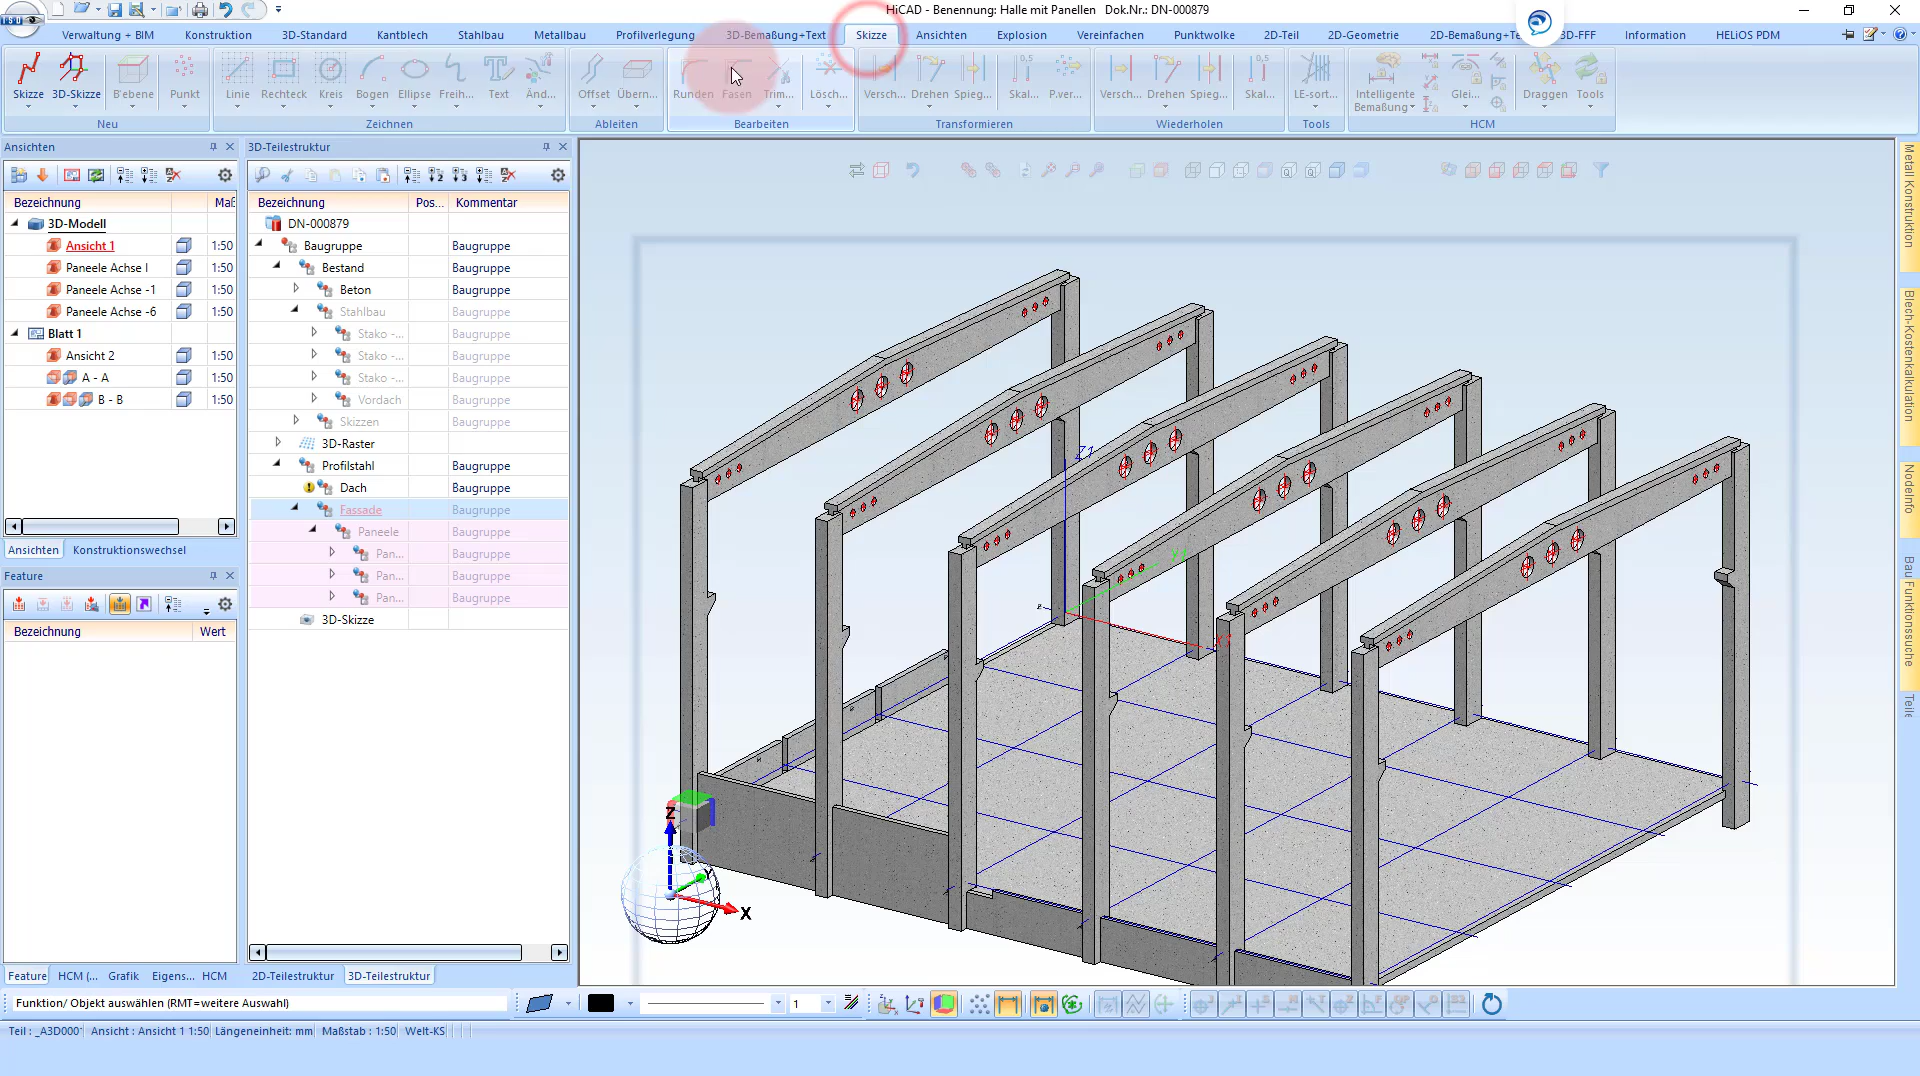 HiCAD - Benennung: Halle mit Panellen   Dok.Nr.: DN-000879
Verwaltung + BIM
Konstruktion
3D-Standard
Kantblech
Stahlbau
Metallbau
Profilverlegung
3D-Bemaßung+Text
Skizze
Ansichten
Explosion
Vereinfachen
Punktwolke
2D-Teil
2D-Geometrie
2D-Bemaßung+Te
3D-FFF
Information
HELiOS PDM
Skizze
3D-Skizze
B'ebene
Punkt
Linie
Rechteck
Kreis
Bogen
Ellipse
Freih...
Text
Änd...
Offset
Übern...
Runden
Fasen
Trim...
Lösch...
Versch...
Drehen
Spieg...
Skal...
P.ver...
Versch...
Drehen
Spieg...
Skal...
LE-sort...
Intelligente
Bemaßung
Glei...
Draggen
Tools
Neu
Zeichnen
Ableiten
Bearbeiten
Transformieren
Wiederholen
Tools
HCM
Ansichten
Bezeichnung
Maß
3D-Modell
Ansicht 1 1:50
Paneele Achse I 1:50
Paneele Achse -1 1:50
Paneele Achse -6 1:50
Blatt 1
Ansicht 2 1:50
A - A 1:50
B - B 1:50
Ansichten
Konstruktionswechsel
Feature
Bezeichnung
Wert
Feature
HCM (...
Grafik
Eigens...
HCM
3D-Teilestruktur
Bezeichnung
Pos...
Kommentar
DN-000879
Baugruppe Baugruppe
Bestand Baugruppe
Beton Baugruppe
Stahlbau Baugruppe
Stako -... Baugruppe
Stako -... Baugruppe
Stako -... Baugruppe
Vordach Baugruppe
Skizzen Baugruppe
3D-Raster
Profilstahl Baugruppe
Dach Baugruppe
Fassade Baugruppe
Paneele Baugruppe
Pan... Baugruppe
Pan... Baugruppe
Pan... Baugruppe
3D-Skizze
2D-Teilestruktur
3D-Teilestruktur
Z1
Y1
X1
Z
Y
X
Metall Konstruktion
Blech-Kostenkalkulation
NodeInfo
Bau Funktionssuche
Teile
Funktion/ Objekt auswählen (RMT=weitere Auswahl)
1
Teil : _A3D000
Ansicht : Ansicht 1 1:50
Längeneinheit: mm
Maßstab : 1:50
Welt-KS